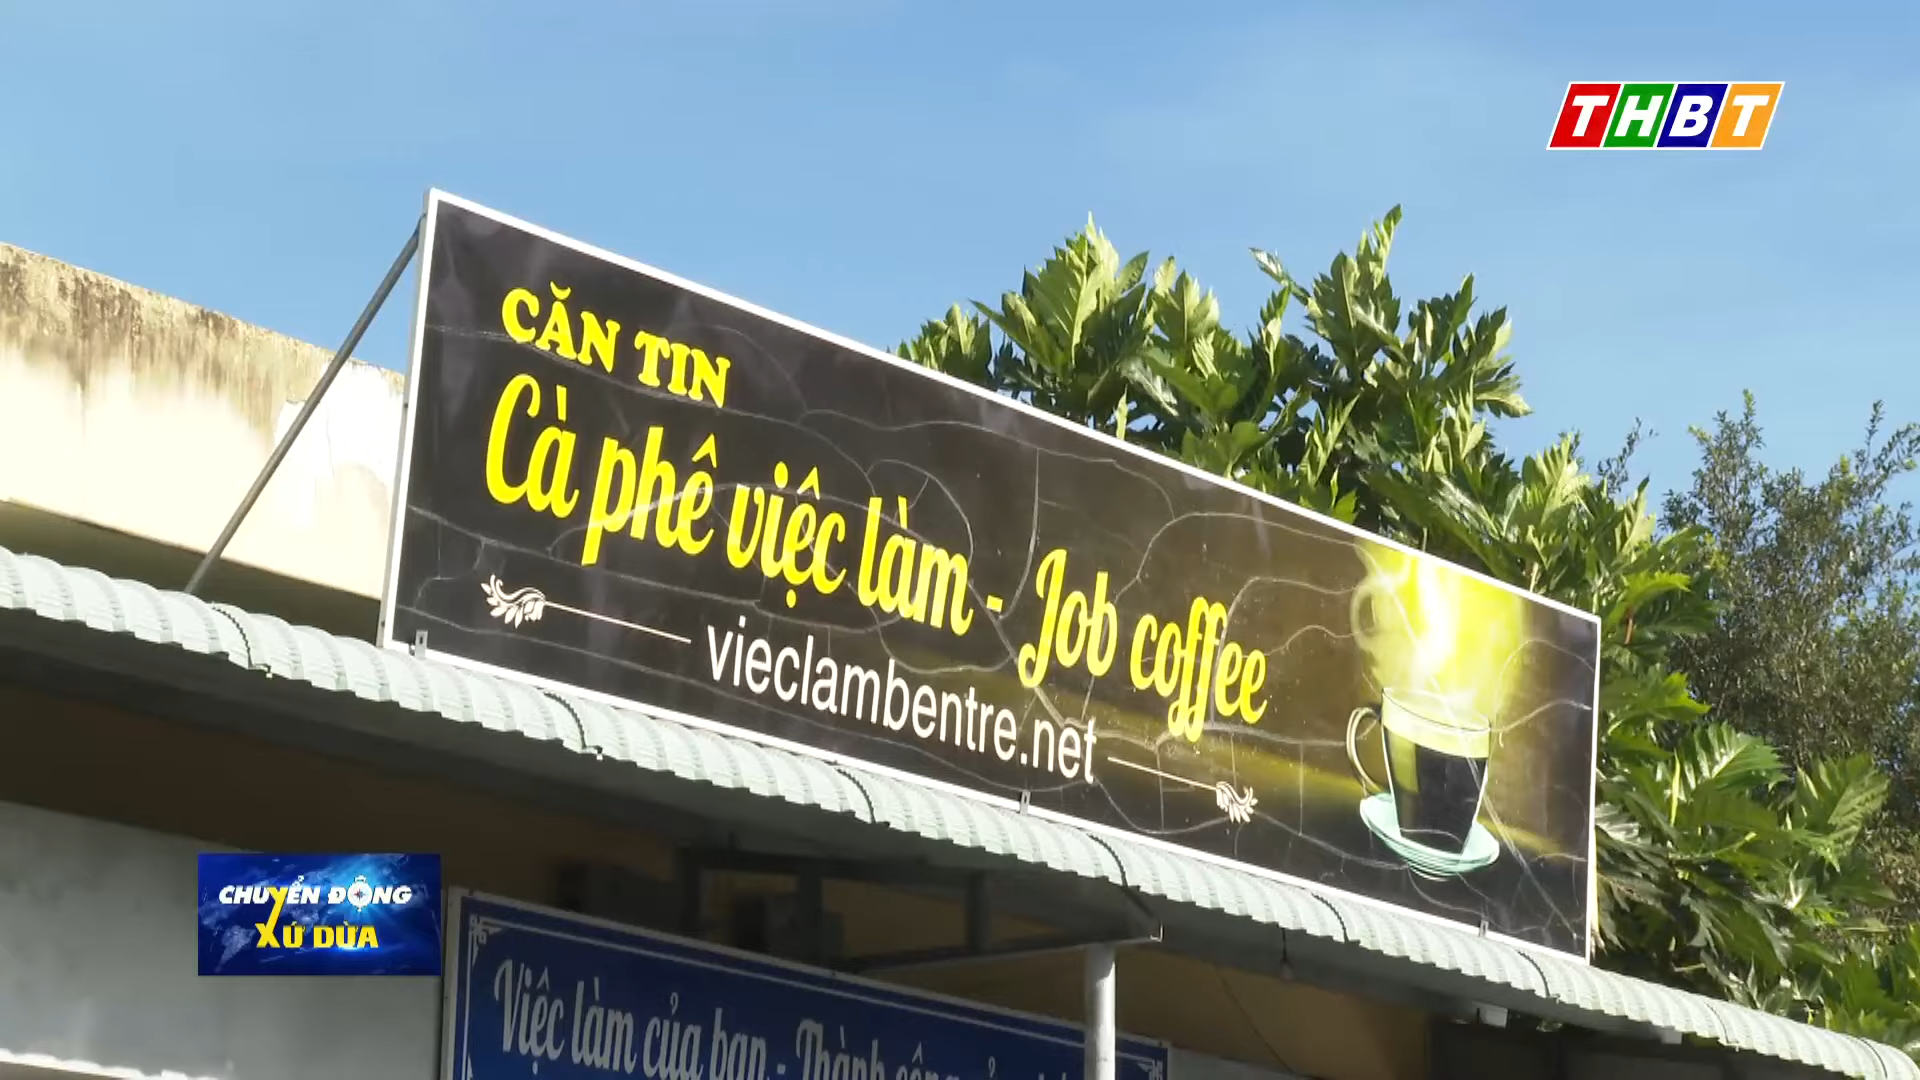 THBT
CĂN TIN
Cà phê việc làm - Job coffee
vieclambentre.net
CHUYỂN ĐỘNG
XỨ DỪA
Việc làm của bạn - Thành công